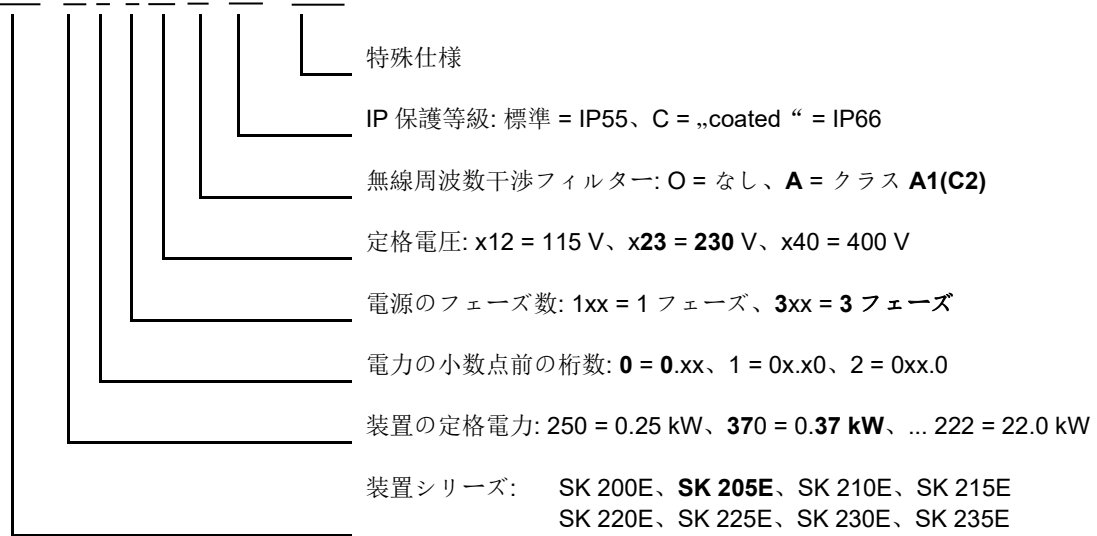 特殊仕様
IP 保護等級: 標準 = IP55、C = „coated “ = IP66
無線周波数干渉フィルター: O = なし、A = クラス A1(C2)
定格電圧: x12 = 115 V、x23 = 230 V、x40 = 400 V
電源のフェーズ数: 1xx = 1 フェーズ、3xx = 3 フェーズ
電力の小数点前の桁数: 0 = 0.xx、1 = 0x.x0、2 = 0xx.0
装置の定格電力: 250 = 0.25 kW、370 = 0.37 kW、... 222 = 22.0 kW
装置シリーズ: SK 200E、SK 205E、SK 210E、SK 215E
SK 220E、SK 225E、SK 230E、SK 235E